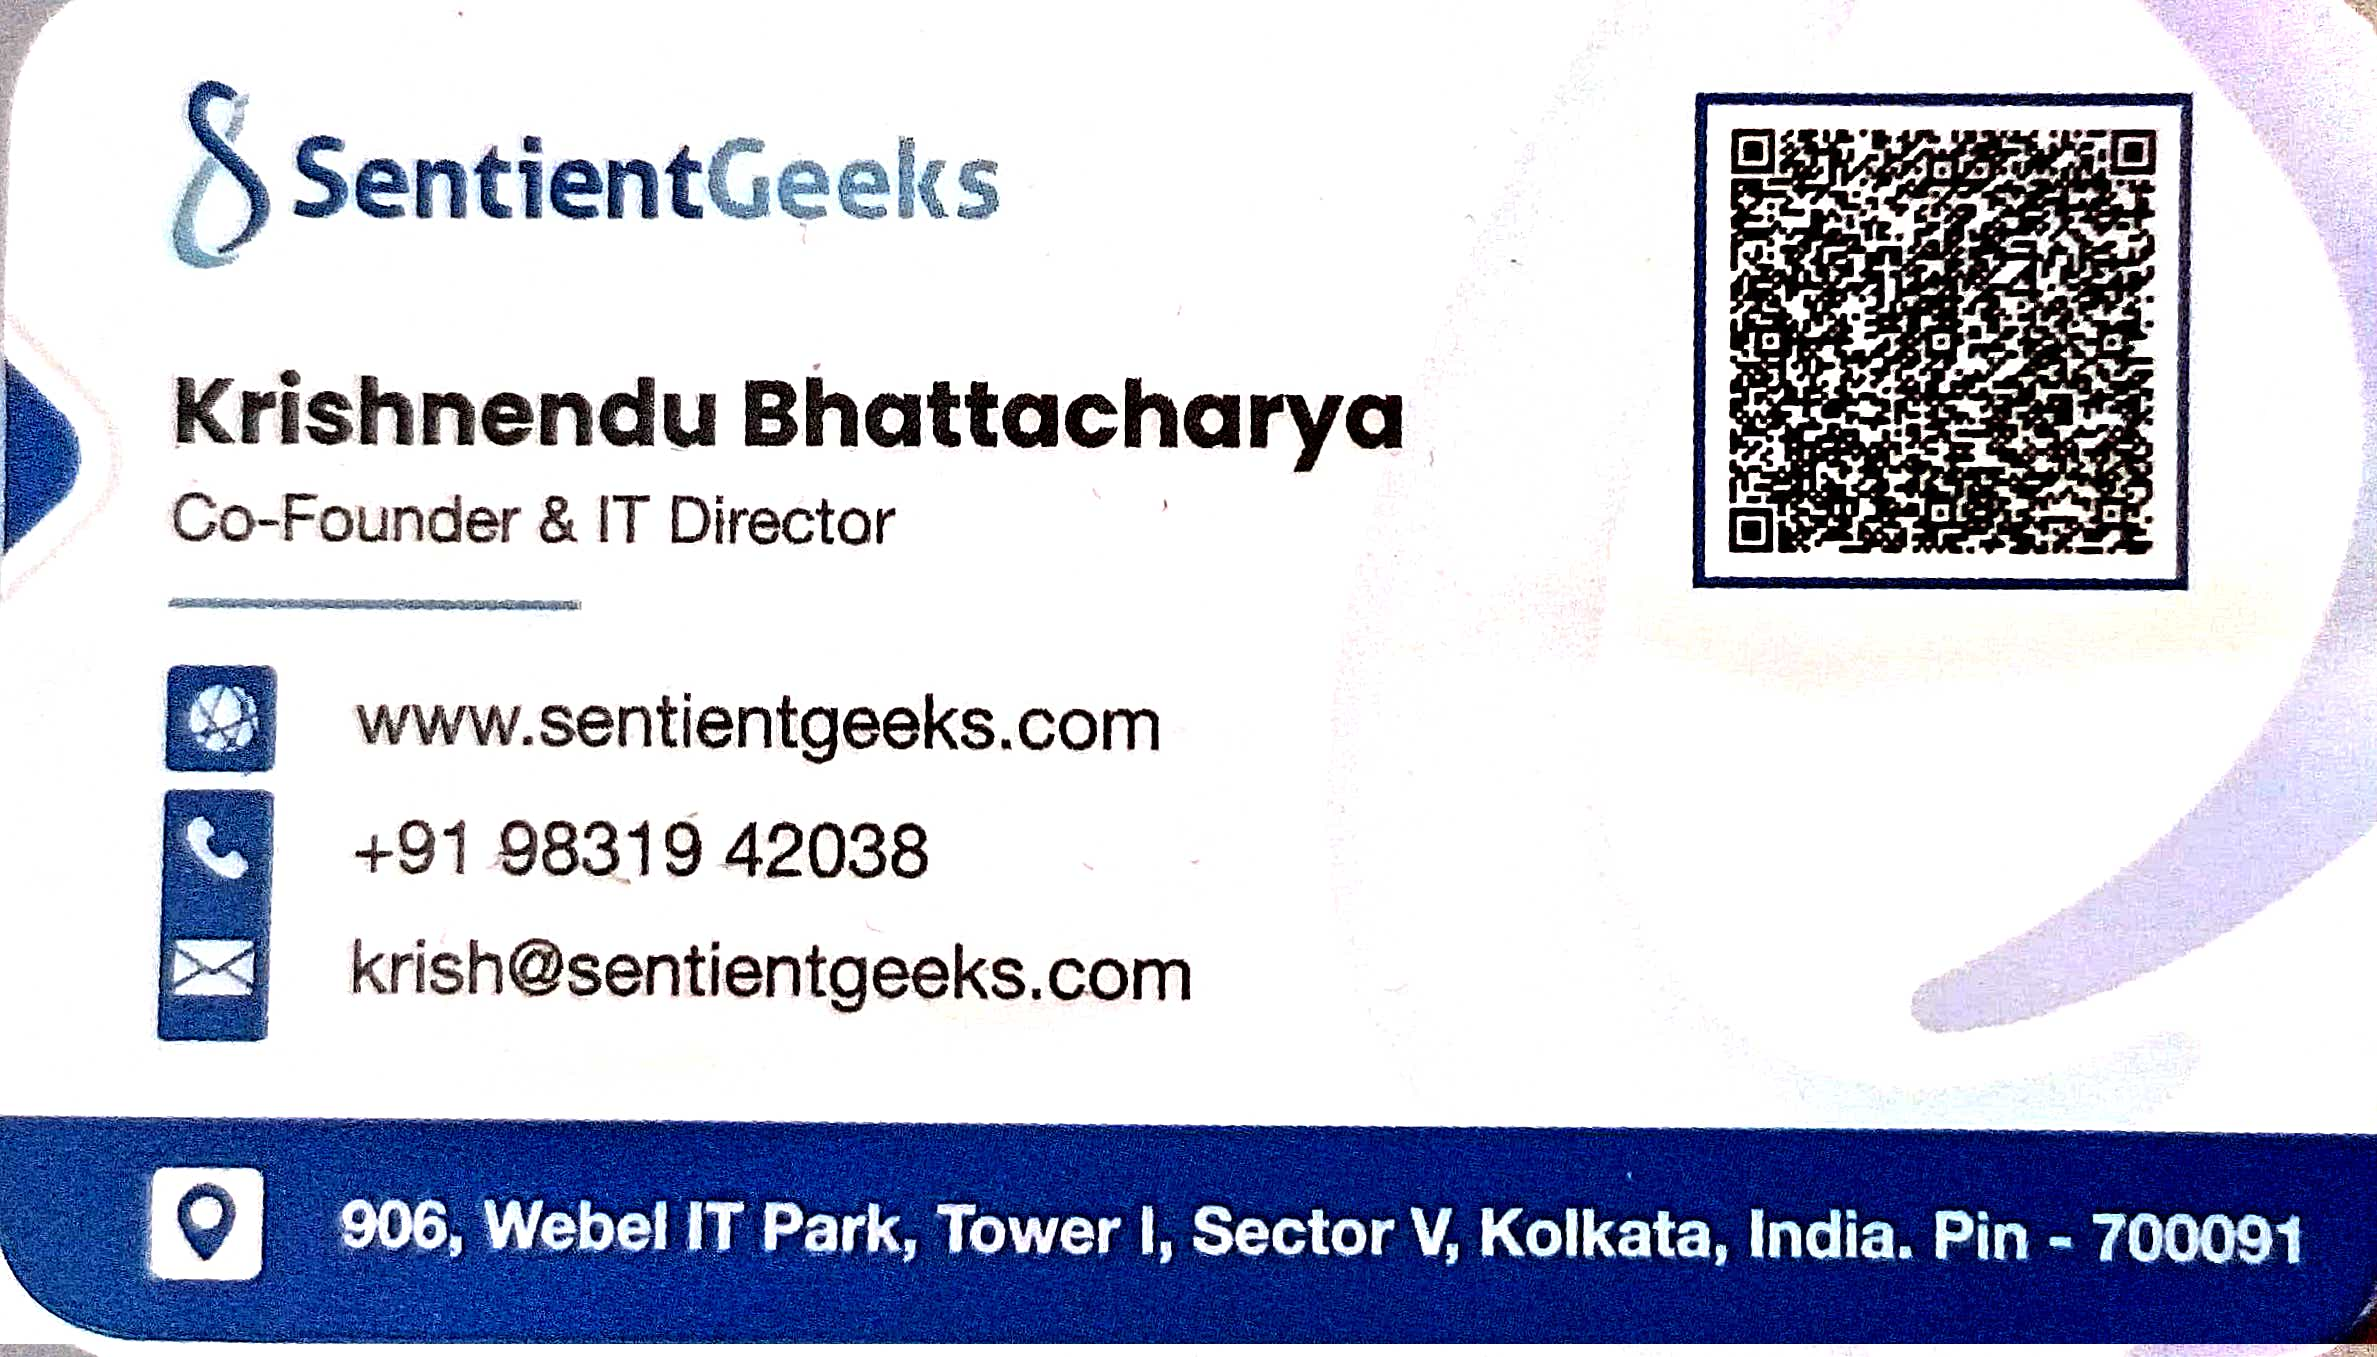 SentientGeeks
Krishnendu Bhattacharya
Co-Founder & IT Director
www.sentientgeeks.com
+91 98319 42038
krish@sentientgeeks.com
906, Webel IT Park, Tower I, Sector V, Kolkata, India. Pin - 700091